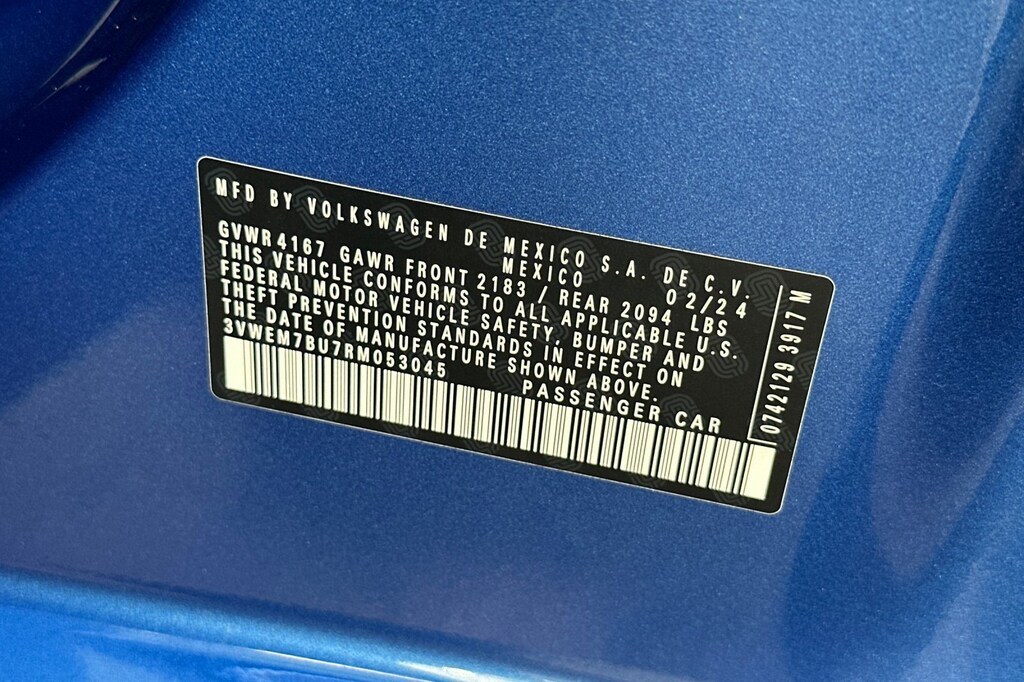 MFD BY VOLKSWAGEN DE MEXICO S.A. DE C.V.
MEXICO 02/24
GVWR 4167 GAWR FRONT 2183 / REAR 2094 LBS
THIS VEHICLE CONFORMS TO ALL APPLICABLE U.S.
FEDERAL MOTOR VEHICLE SAFETY, BUMPER AND
THEFT PREVENTION STANDARDS IN EFFECT ON
THE DATE OF MANUFACTURE SHOWN ABOVE.
3VWEM7BU7RM053045 PASSENGER CAR
0742129 3917 M